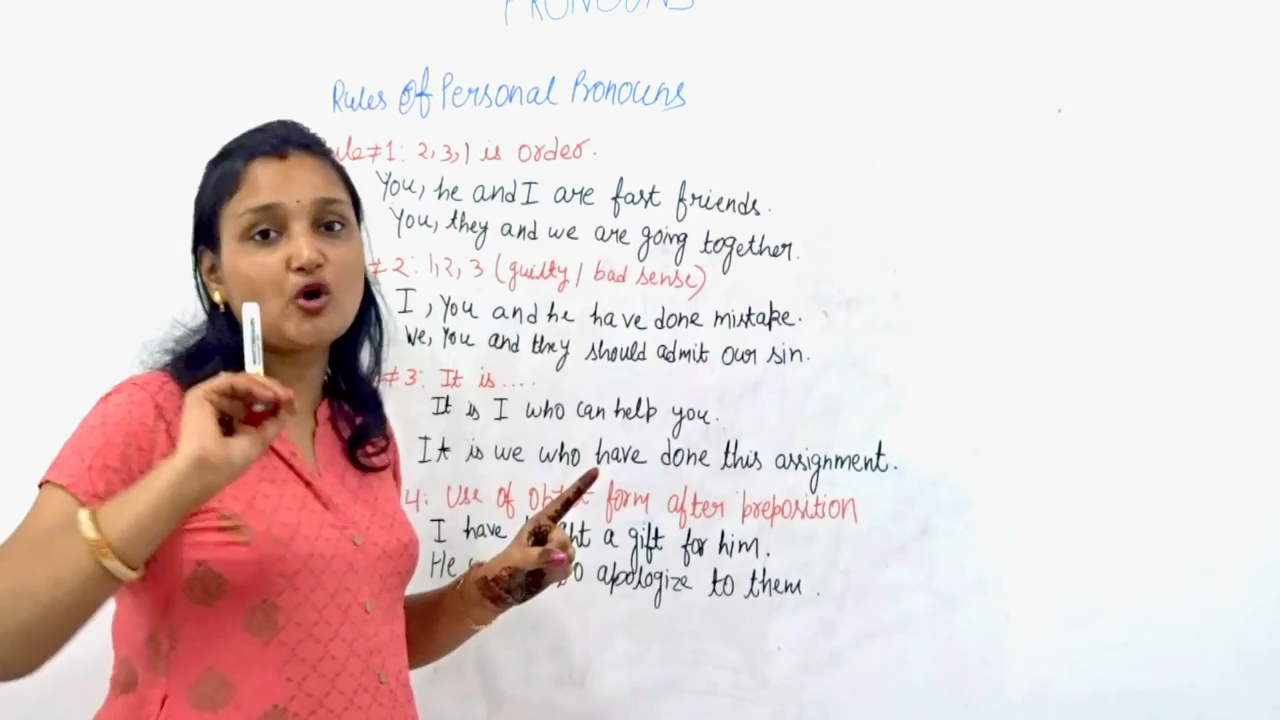 PRONOUNS
Rules Of Personal Pronouns
#1: 2,3,1 is order.
You, he and I are fast friends.
You, they and we are going together.
#2: 1,2,3 (guilty / bad sense)
I, You and he have done mistake.
We, You and they should admit our sin.
#3: It is....
It is I who can help you.
It is we who have done this assignment.
4: Use of form after preposition
I have a gift for him.
He apologize to them.